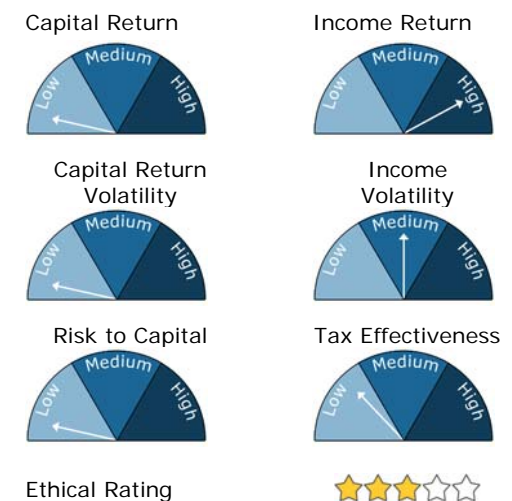 Capital Return Income Return
Low Medium High Low Medium High
Capital Return Income
Volatility Volatility
Low Medium High Low Medium High
Risk to Capital Tax Effectiveness
Low Medium High Low Medium High
Ethical Rating